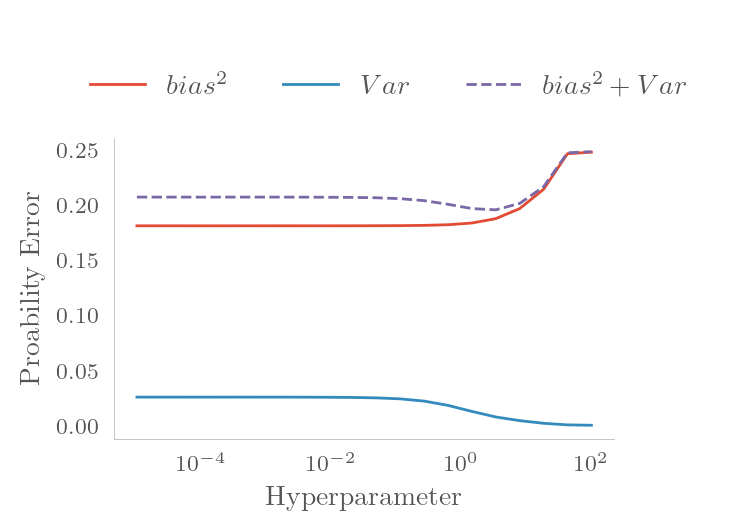 bias² Var bias² + Var
0.25
0.20
0.15
0.10
0.05
0.00
Proability Error
10⁻⁴ 10⁻² 10⁰ 10²
Hyperparameter